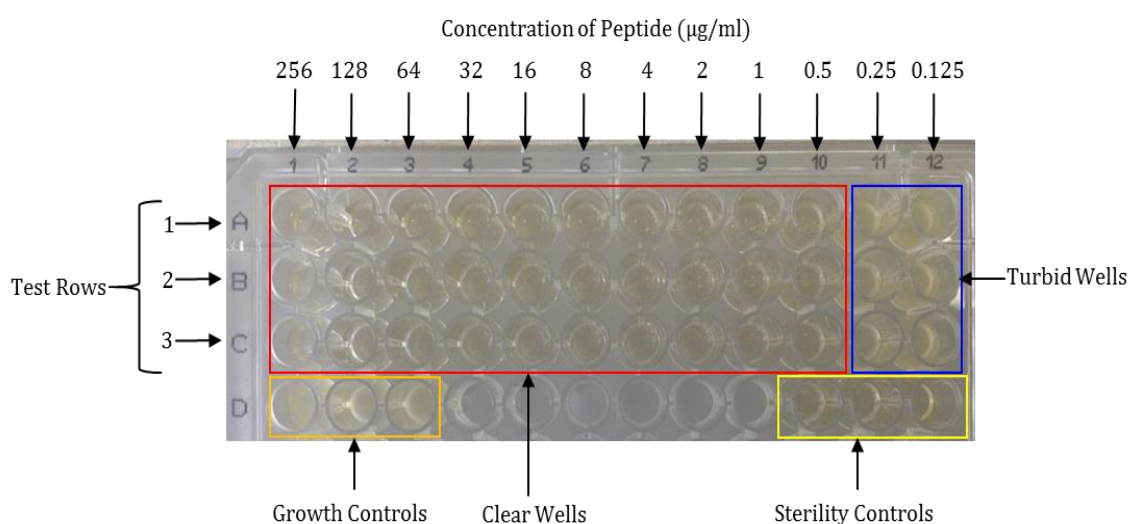 Concentration of Peptide (µg/ml)
256 128 64 32 16 8 4 2 1 0.5 0.25 0.125
1 2 3 4 5 6 7 8 9 10 11 12
1 A
Test Rows 2 B Turbid Wells
3 C
D
Growth Controls Clear Wells Sterility Controls